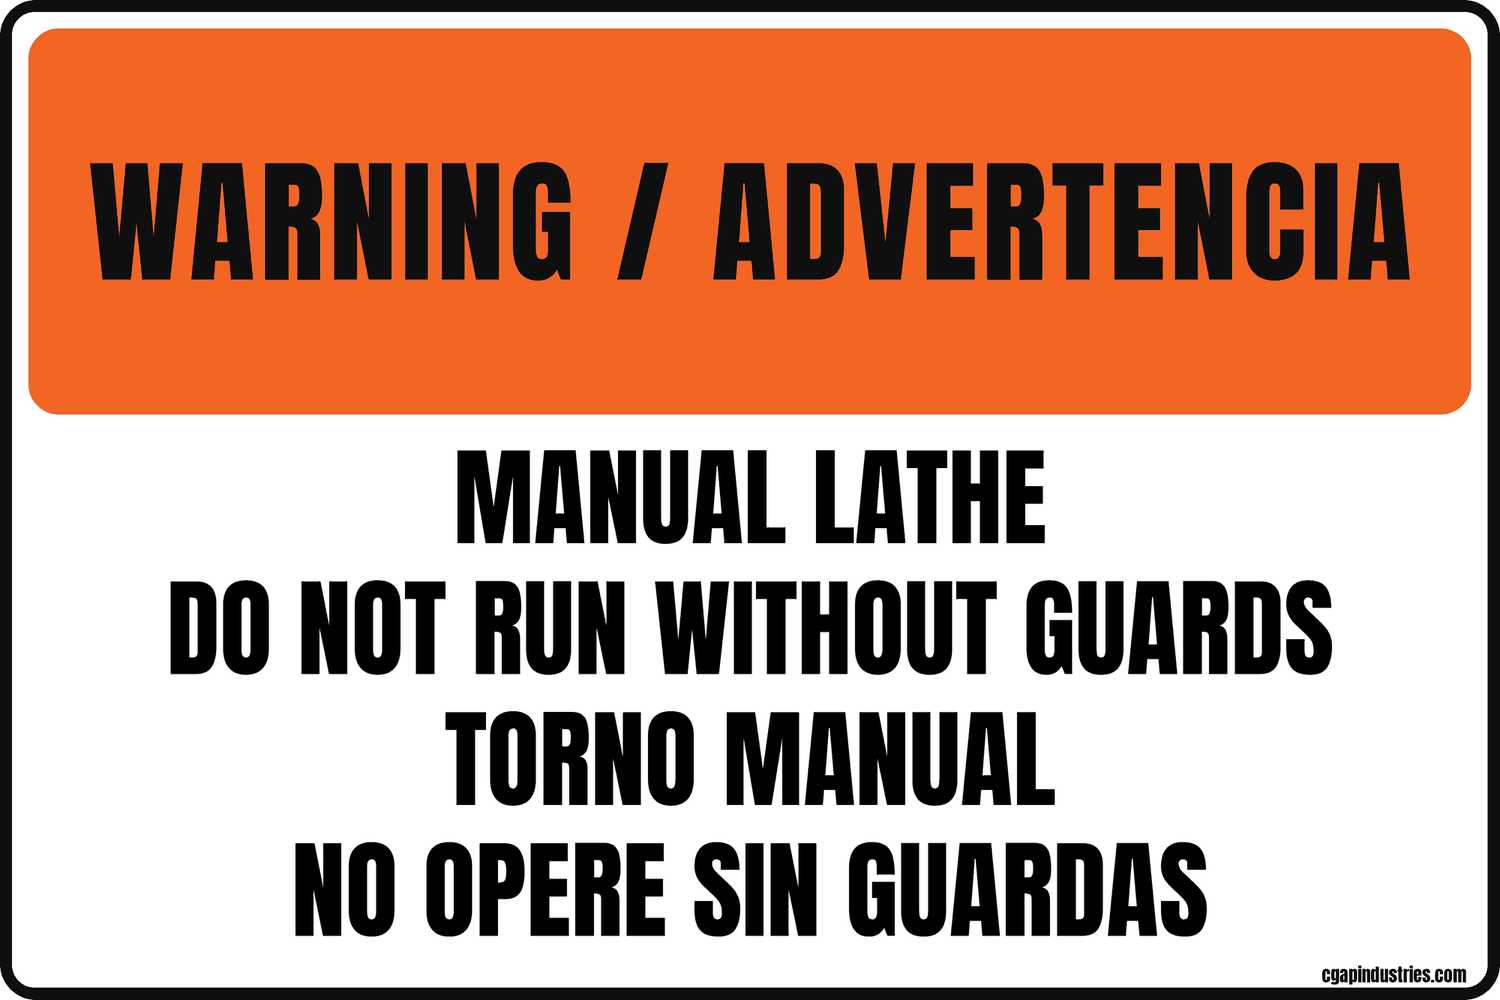 WARNING / ADVERTENCIA
MANUAL LATHE
DO NOT RUN WITHOUT GUARDS
TORNO MANUAL
NO OPERE SIN GUARDAS
cgapindustries.com